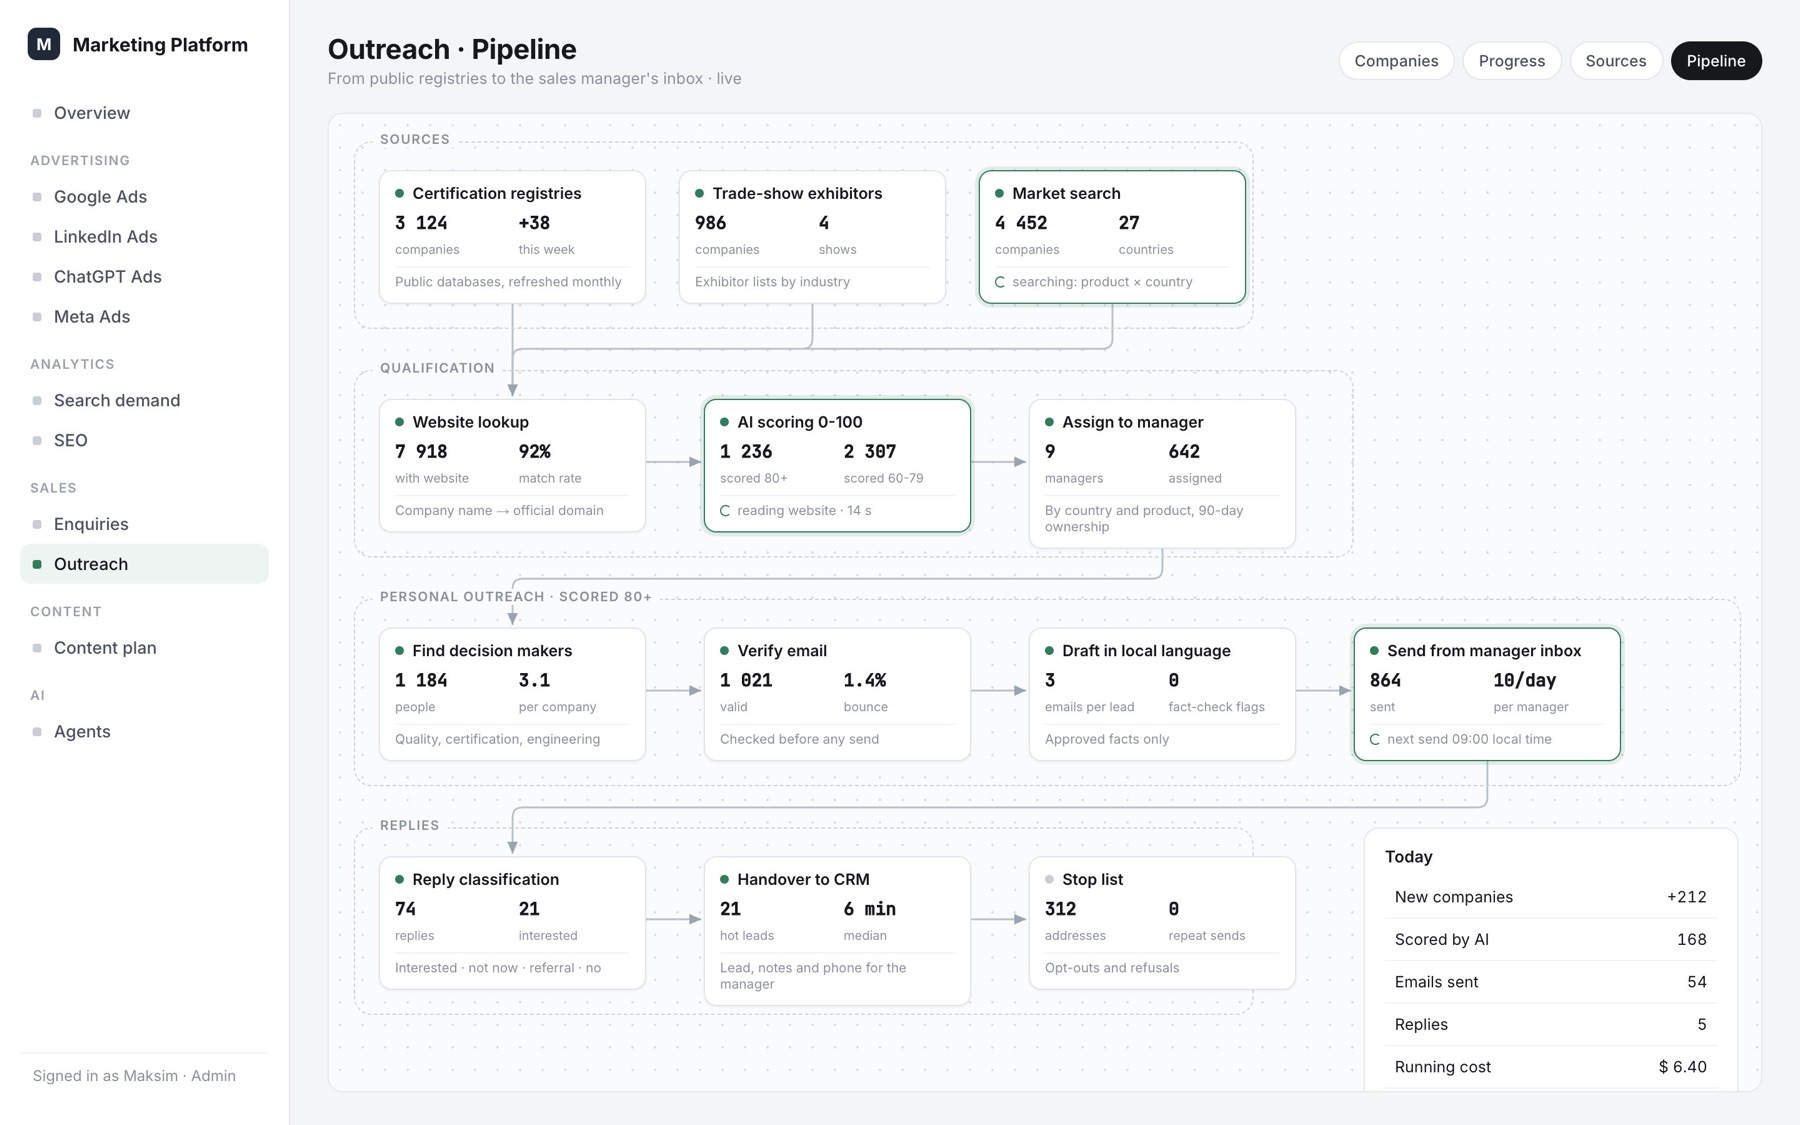 M Marketing Platform
Overview
ADVERTISING
Google Ads
LinkedIn Ads
ChatGPT Ads
Meta Ads
ANALYTICS
Search demand
SEO
SALES
Enquiries
Outreach
CONTENT
Content plan
AI
Agents
Signed in as Maksim · Admin
Outreach · Pipeline
From public registries to the sales manager's inbox · live
Companies Progress Sources Pipeline
SOURCES
Certification registries
3 124 +38
companies this week
Public databases, refreshed monthly
Trade-show exhibitors
986 4
companies shows
Exhibitor lists by industry
Market search
4 452 27
companies countries
searching: product × country
QUALIFICATION
Website lookup
7 918 92%
with website match rate
Company name → official domain
AI scoring 0-100
1 236 2 307
scored 80+ scored 60-79
reading website · 14 s
Assign to manager
9 642
managers assigned
By country and product, 90-day
ownership
PERSONAL OUTREACH · SCORED 80+
Find decision makers
1 184 3.1
people per company
Quality, certification, engineering
Verify email
1 021 1.4%
valid bounce
Checked before any send
Draft in local language
3 0
emails per lead fact-check flags
Approved facts only
Send from manager inbox
864 10/day
sent per manager
next send 09:00 local time
REPLIES
Reply classification
74 21
replies interested
Interested · not now · referral · no
Handover to CRM
21 6 min
hot leads median
Lead, notes and phone for the
manager
Stop list
312 0
addresses repeat sends
Opt-outs and refusals
Today
New companies +212
Scored by AI 168
Emails sent 54
Replies 5
Running cost $ 6.40